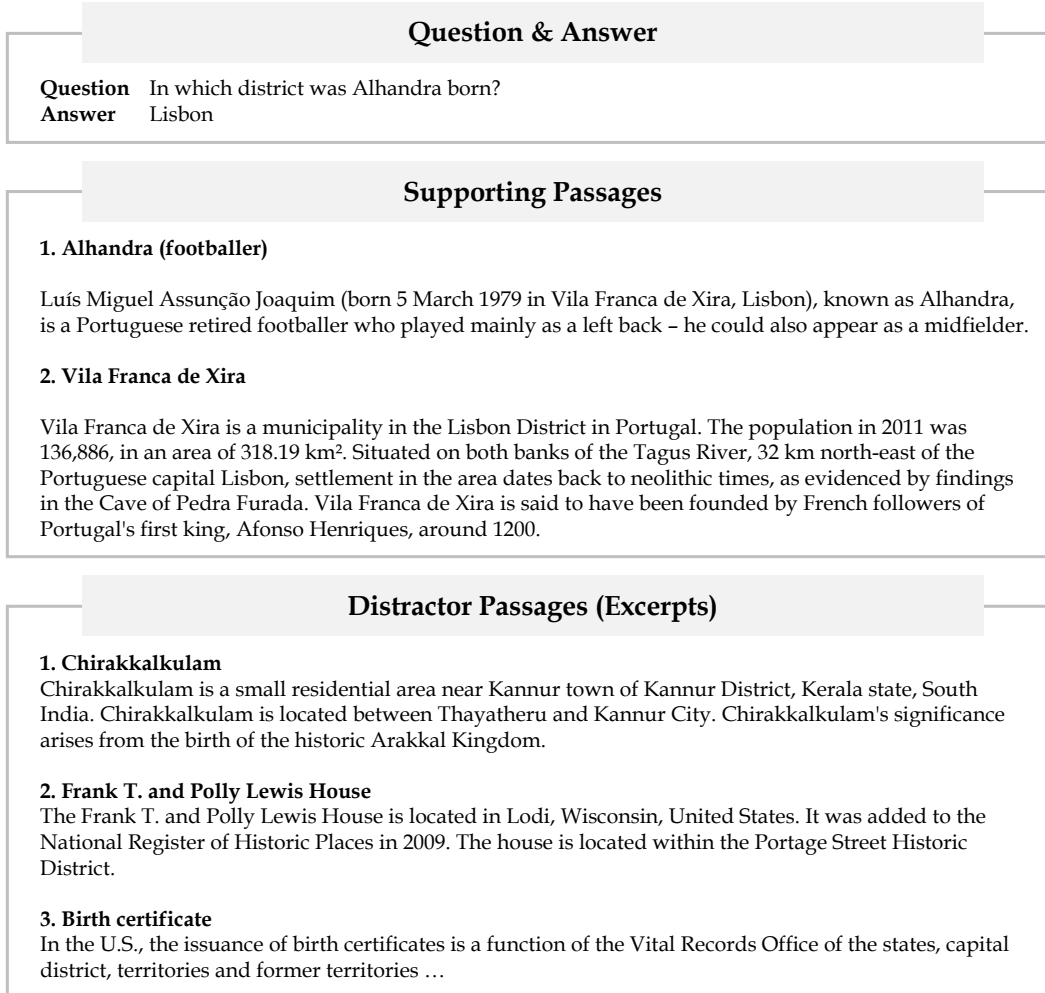 Question & Answer
Question In which district was Alhandra born?
Answer Lisbon
Supporting Passages
1. Alhandra (footballer)
Luís Miguel Assunção Joaquim (born 5 March 1979 in Vila Franca de Xira, Lisbon), known as Alhandra,
is a Portuguese retired footballer who played mainly as a left back – he could also appear as a midfielder.
2. Vila Franca de Xira
Vila Franca de Xira is a municipality in the Lisbon District in Portugal. The population in 2011 was
136,886, in an area of 318.19 km². Situated on both banks of the Tagus River, 32 km north-east of the
Portuguese capital Lisbon, settlement in the area dates back to neolithic times, as evidenced by findings
in the Cave of Pedra Furada. Vila Franca de Xira is said to have been founded by French followers of
Portugal's first king, Afonso Henriques, around 1200.
Distractor Passages (Excerpts)
1. Chirakkalkulam
Chirakkalkulam is a small residential area near Kannur town of Kannur District, Kerala state, South
India. Chirakkalkulam is located between Thayatheru and Kannur City. Chirakkalkulam's significance
arises from the birth of the historic Arakkal Kingdom.
2. Frank T. and Polly Lewis House
The Frank T. and Polly Lewis House is located in Lodi, Wisconsin, United States. It was added to the
National Register of Historic Places in 2009. The house is located within the Portage Street Historic
District.
3. Birth certificate
In the U.S., the issuance of birth certificates is a function of the Vital Records Office of the states, capital
district, territories and former territories …